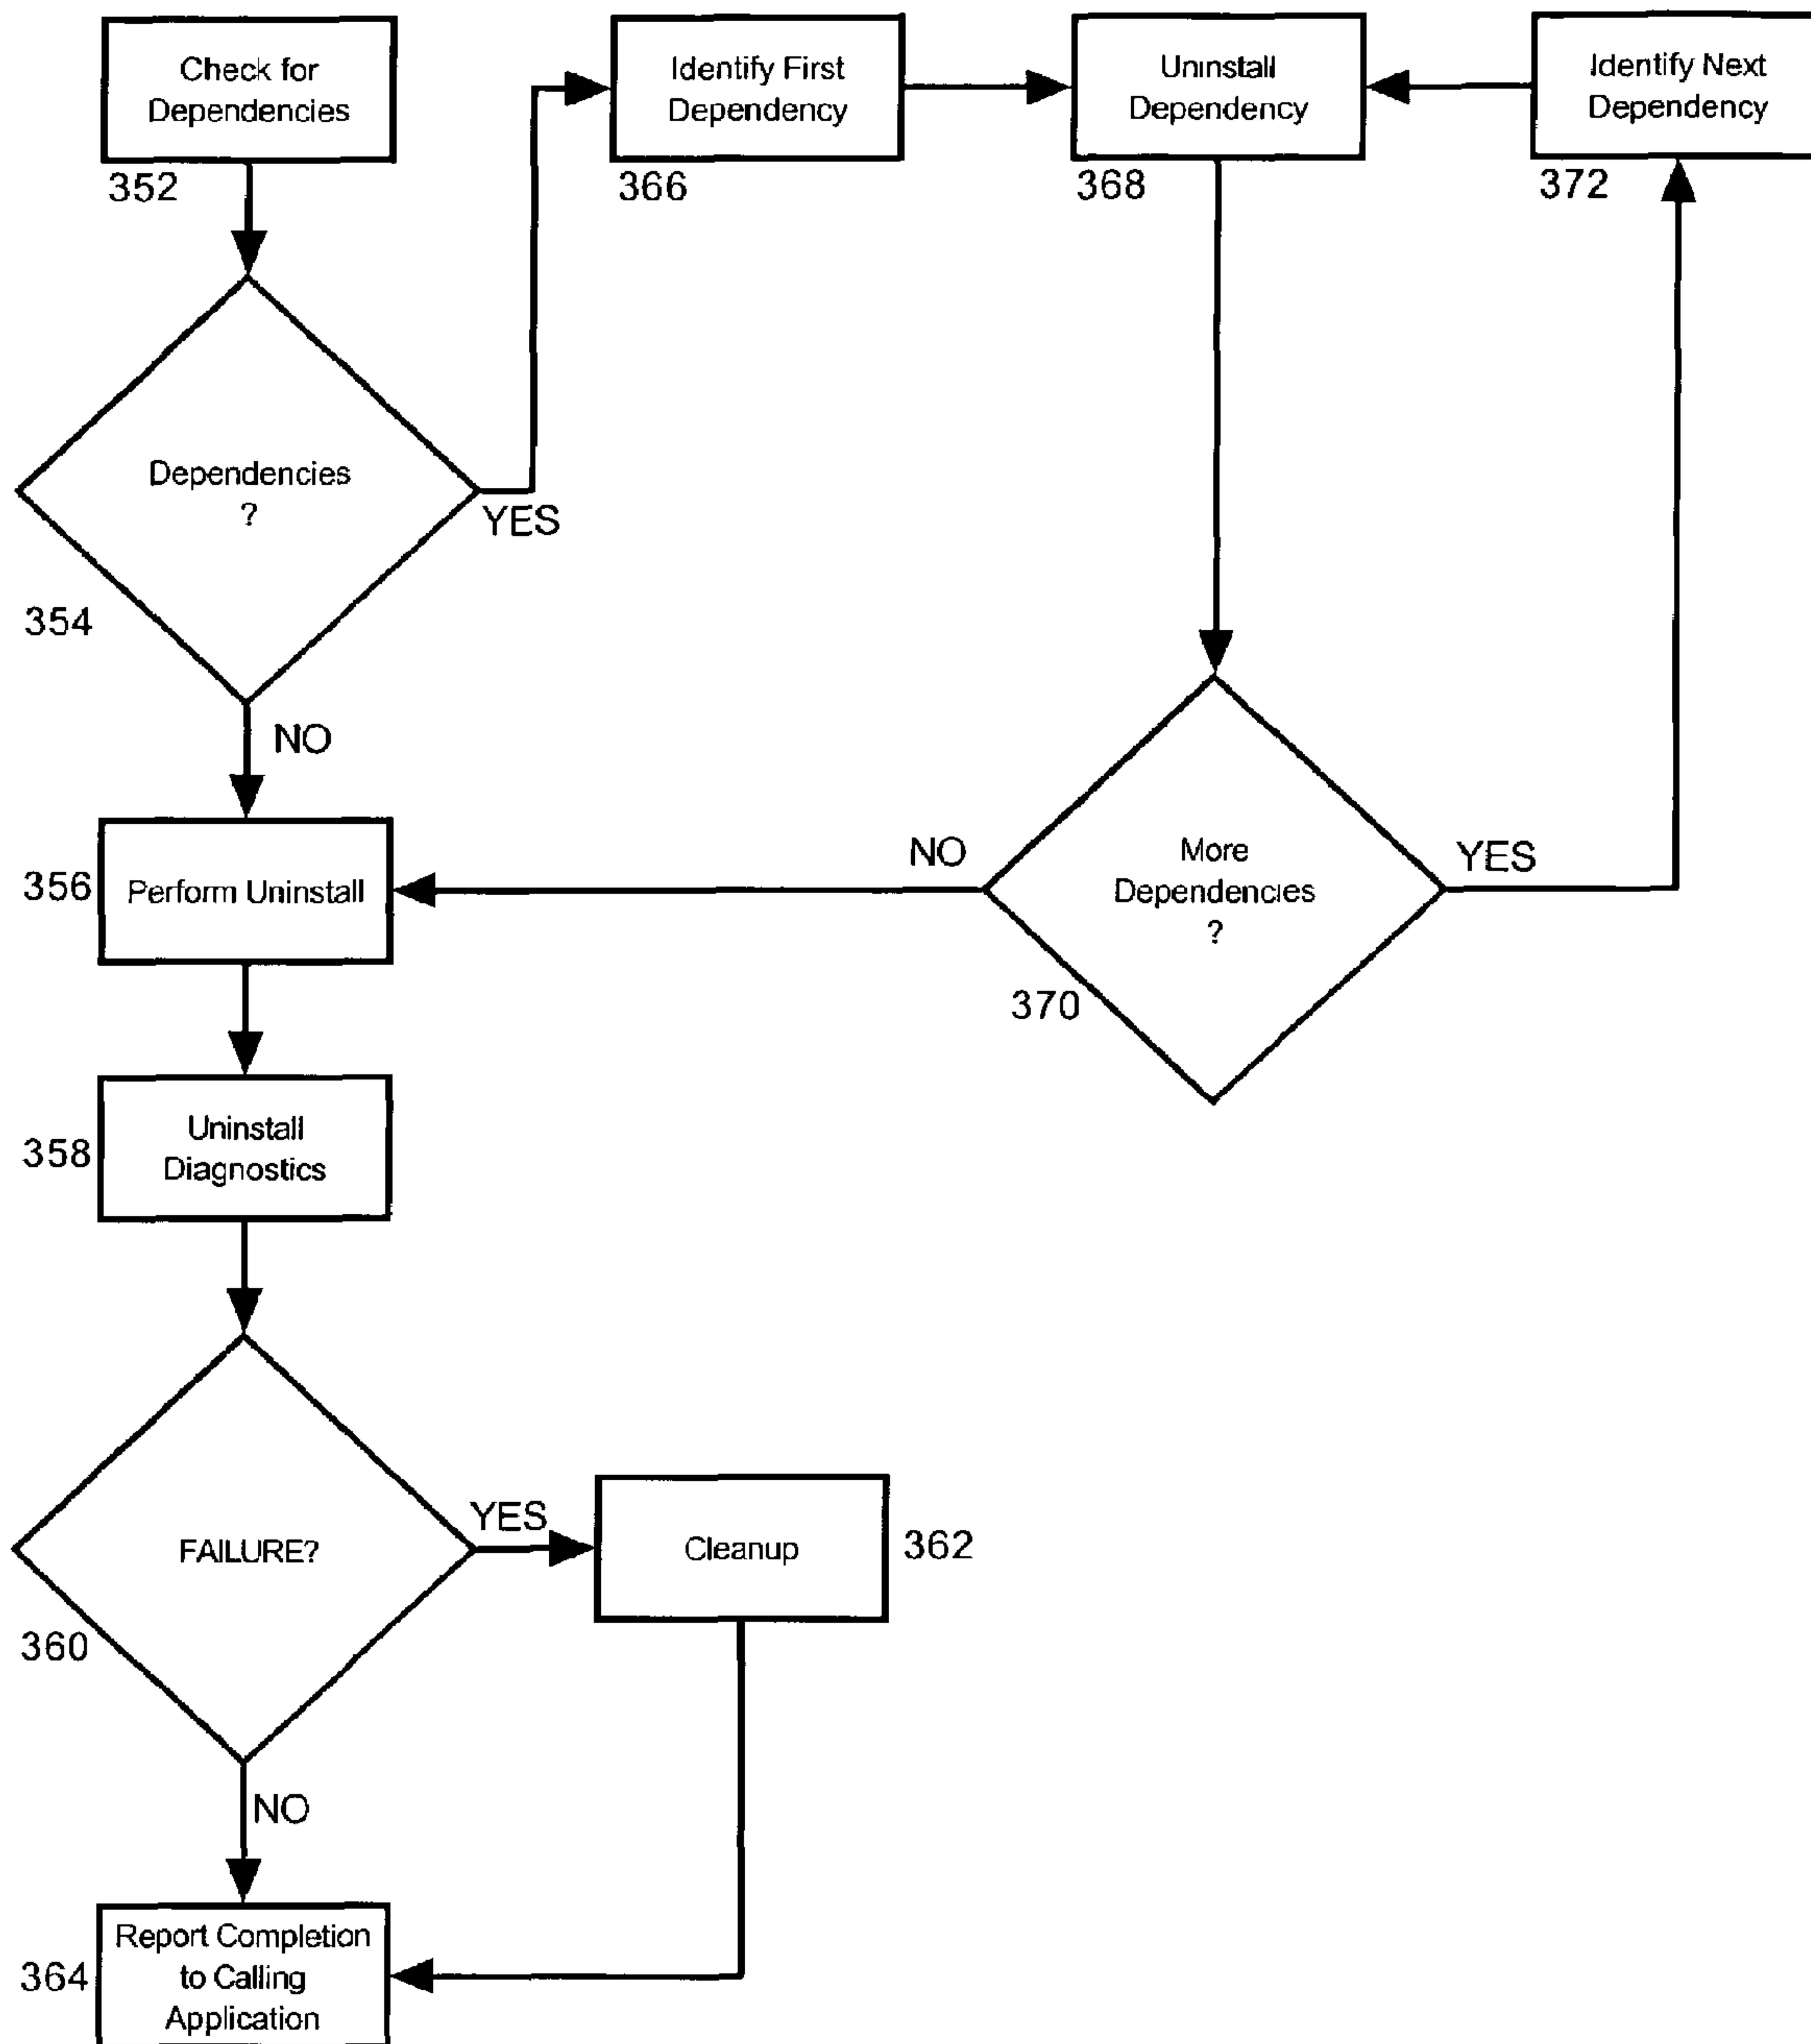 Check for
Dependencies
352
Identify First
Dependency
366
Uninstall
Dependency
368
Identify Next
Dependency
372
Dependencies
?
YES
354
NO
356
Perform Uninstall
NO
More
Dependencies
?
YES
370
358
Uninstall
Diagnostics
FAILURE?
YES
360
Cleanup
362
NO
364
Report Completion
to Calling
Application